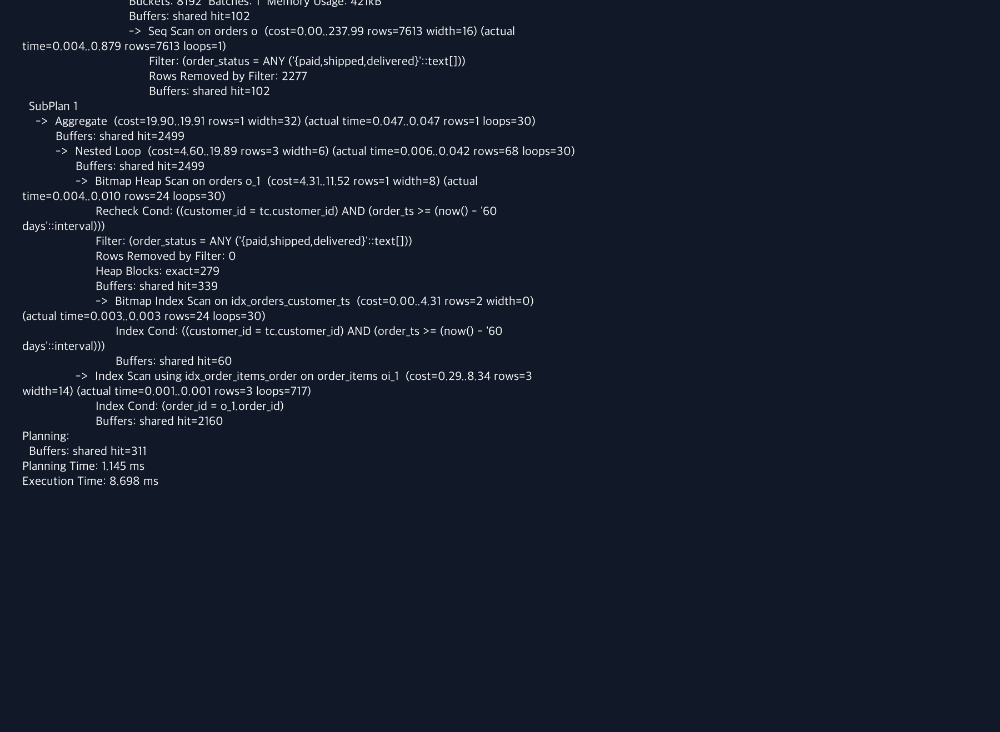 Buckets: 8192  Batches: 1  Memory Usage: 421kB
Buffers: shared hit=102
->  Seq Scan on orders o  (cost=0.00..237.99 rows=7613 width=16) (actual
time=0.004..0.879 rows=7613 loops=1)
Filter: (order_status = ANY ('{paid,shipped,delivered}'::text[]))
Rows Removed by Filter: 2277
Buffers: shared hit=102
SubPlan 1
->  Aggregate  (cost=19.90..19.91 rows=1 width=32) (actual time=0.047..0.047 rows=1 loops=30)
Buffers: shared hit=2499
->  Nested Loop  (cost=4.60..19.89 rows=3 width=6) (actual time=0.006..0.042 rows=68 loops=30)
Buffers: shared hit=2499
->  Bitmap Heap Scan on orders o_1  (cost=4.31..11.52 rows=1 width=8) (actual
time=0.004..0.010 rows=24 loops=30)
Recheck Cond: ((customer_id = tc.customer_id) AND (order_ts >= (now() - '60
days'::interval)))
Filter: (order_status = ANY ('{paid,shipped,delivered}'::text[]))
Rows Removed by Filter: 0
Heap Blocks: exact=279
Buffers: shared hit=339
->  Bitmap Index Scan on idx_orders_customer_ts  (cost=0.00..4.31 rows=2 width=0)
(actual time=0.003..0.003 rows=24 loops=30)
Index Cond: ((customer_id = tc.customer_id) AND (order_ts >= (now() - '60
days'::interval)))
Buffers: shared hit=60
->  Index Scan using idx_order_items_order on order_items oi_1  (cost=0.29..8.34 rows=3
width=14) (actual time=0.001..0.001 rows=3 loops=717)
Index Cond: (order_id = o_1.order_id)
Buffers: shared hit=2160
Planning:
Buffers: shared hit=311
Planning Time: 1.145 ms
Execution Time: 8.698 ms